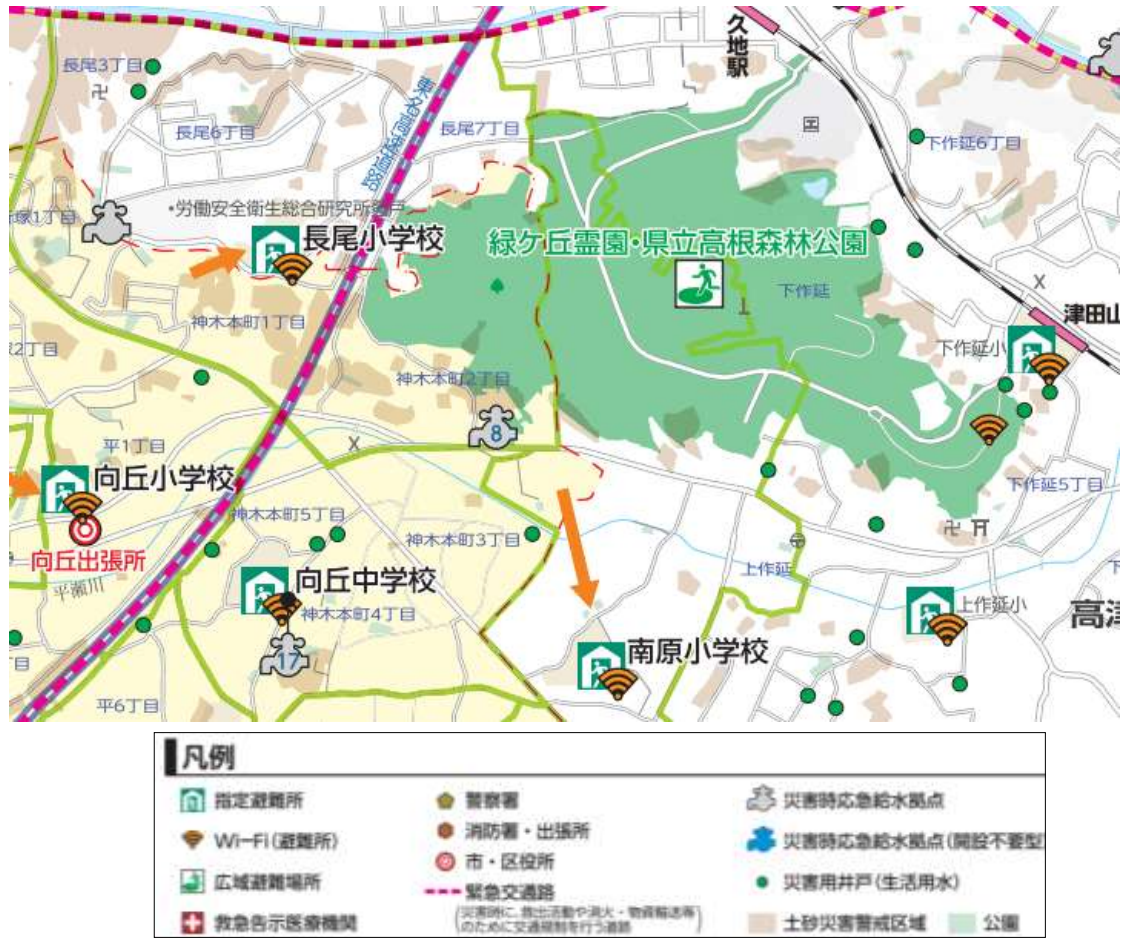 久地駅
長尾3丁目
卍
長尾6丁目
東名高速道路
長尾7丁目
下作延6丁目
塚1丁目
・労働安全衛生総合研究所登戸
長尾小学校
緑ケ丘霊園・県立高根森林公園
下作延
津田山
神木本町1丁目
2丁目
下作延小
神木本町2丁目
8
平1丁目
向丘小学校
下作延5丁目
神木本町5丁目
神木本町3丁目
卍
向丘出張所
平瀬川
向丘中学校
上作延
上作延小
神木本町4丁目
高津
17
南原小学校
丁目
平6丁目
凡例
指定避難所
警察署
災害時応急給水拠点
Wi-Fi(避難所)
消防署・出張所
災害時応急給水拠点(開設不要型)
市・区役所
広域避難場所
緊急交通路
災害用井戸(生活用水)
(災害時に、救出活動や消火・物資輸送等
のために交通規制を行う道路)
救急告示医療機関
土砂災害警戒区域
公園